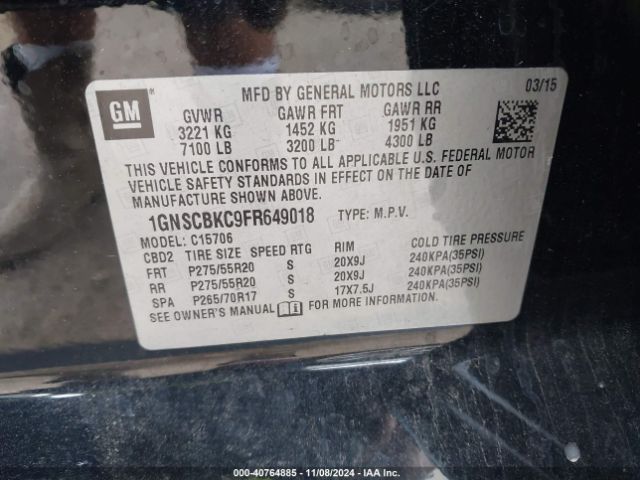 GM
MFD BY GENERAL MOTORS LLC 03/15
GVWR GAWR FRT GAWR RR
3221 KG 1452 KG 1951 KG
7100 LB 3200 LB 4300 LB
THIS VEHICLE CONFORMS TO ALL APPLICABLE U.S. FEDERAL MOTOR
VEHICLE SAFETY STANDARDS IN EFFECT ON THE DATE OF
MANUFACTURE SHOWN ABOVE.
1GNSCBKC9FR649018 TYPE: M.P.V.
MODEL: C15706
CBD2 TIRE SIZE SPEED RTG RIM COLD TIRE PRESSURE
FRT P275/55R20 S 20X9J 240KPA(35PSI)
RR P275/55R20 S 20X9J 240KPA(35PSI)
SPA P265/70R17 S 17X7.5J 240KPA(35PSI)
SEE OWNER'S MANUAL FOR MORE INFORMATION.
000-40764885 - 11/08/2024 - IAA Inc.